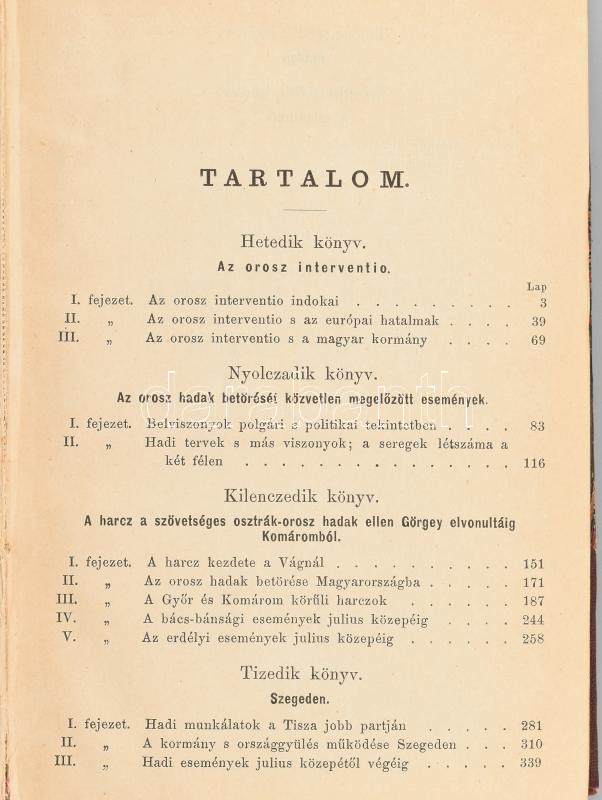 TARTALOM.
Hetedik könyv.
Az orosz interventio.
Lap
I. fejezet. Az orosz interventio indokai . . . . . . . . 3
II. „ Az orosz interventio s az európai hatalmak . . . . 39
III. „ Az orosz interventio s a magyar kormány . . . . 69
Nyolczadik könyv.
Az orosz hadak betörését közvetlen megelőzött események.
I. fejezet. Belviszonyok polgári s politikai tekintetben . . . . 83
II. „ Hadi tervek s más viszonyok; a seregek létszáma a
két félen . . . . . . . . . . . . . . 116
darabanth
Kilenczedik könyv.
A harcz a szövetséges osztrák-orosz hadak ellen Görgey elvonultáig
Komáromból.
I. fejezet. A harcz kezdete a Vágnál . . . . . . . . . 151
II. „ Az orosz hadak betörése Magyarországba . . . . . 171
III. „ A Győr és Komárom körűli harczok . . . . . . 187
IV. „ A bács-bánsági események julius közepéig . . . . 244
V. „ Az erdélyi események julius közepéig . . . . . 258
Tizedik könyv.
Szegeden.
I. fejezet. Hadi munkálatok a Tisza jobb partján . . . . . 281
II. „ A kormány s országgyülés működése Szegeden . . . 310
III. „ Hadi események julius közepétől végéig . . . . . 339